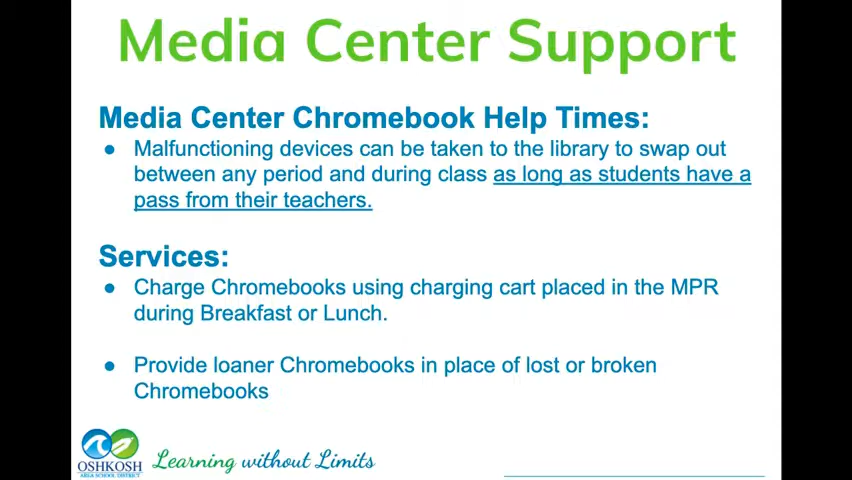 Media Center Support
Media Center Chromebook Help Times:
● Malfunctioning devices can be taken to the library to swap out
between any period and during class as long as students have a
pass from their teachers.
Services:
● Charge Chromebooks using charging cart placed in the MPR
during Breakfast or Lunch.
● Provide loaner Chromebooks in place of lost or broken
Chromebooks
OSHKOSH
AREA SCHOOL DISTRICT
Learning without Limits